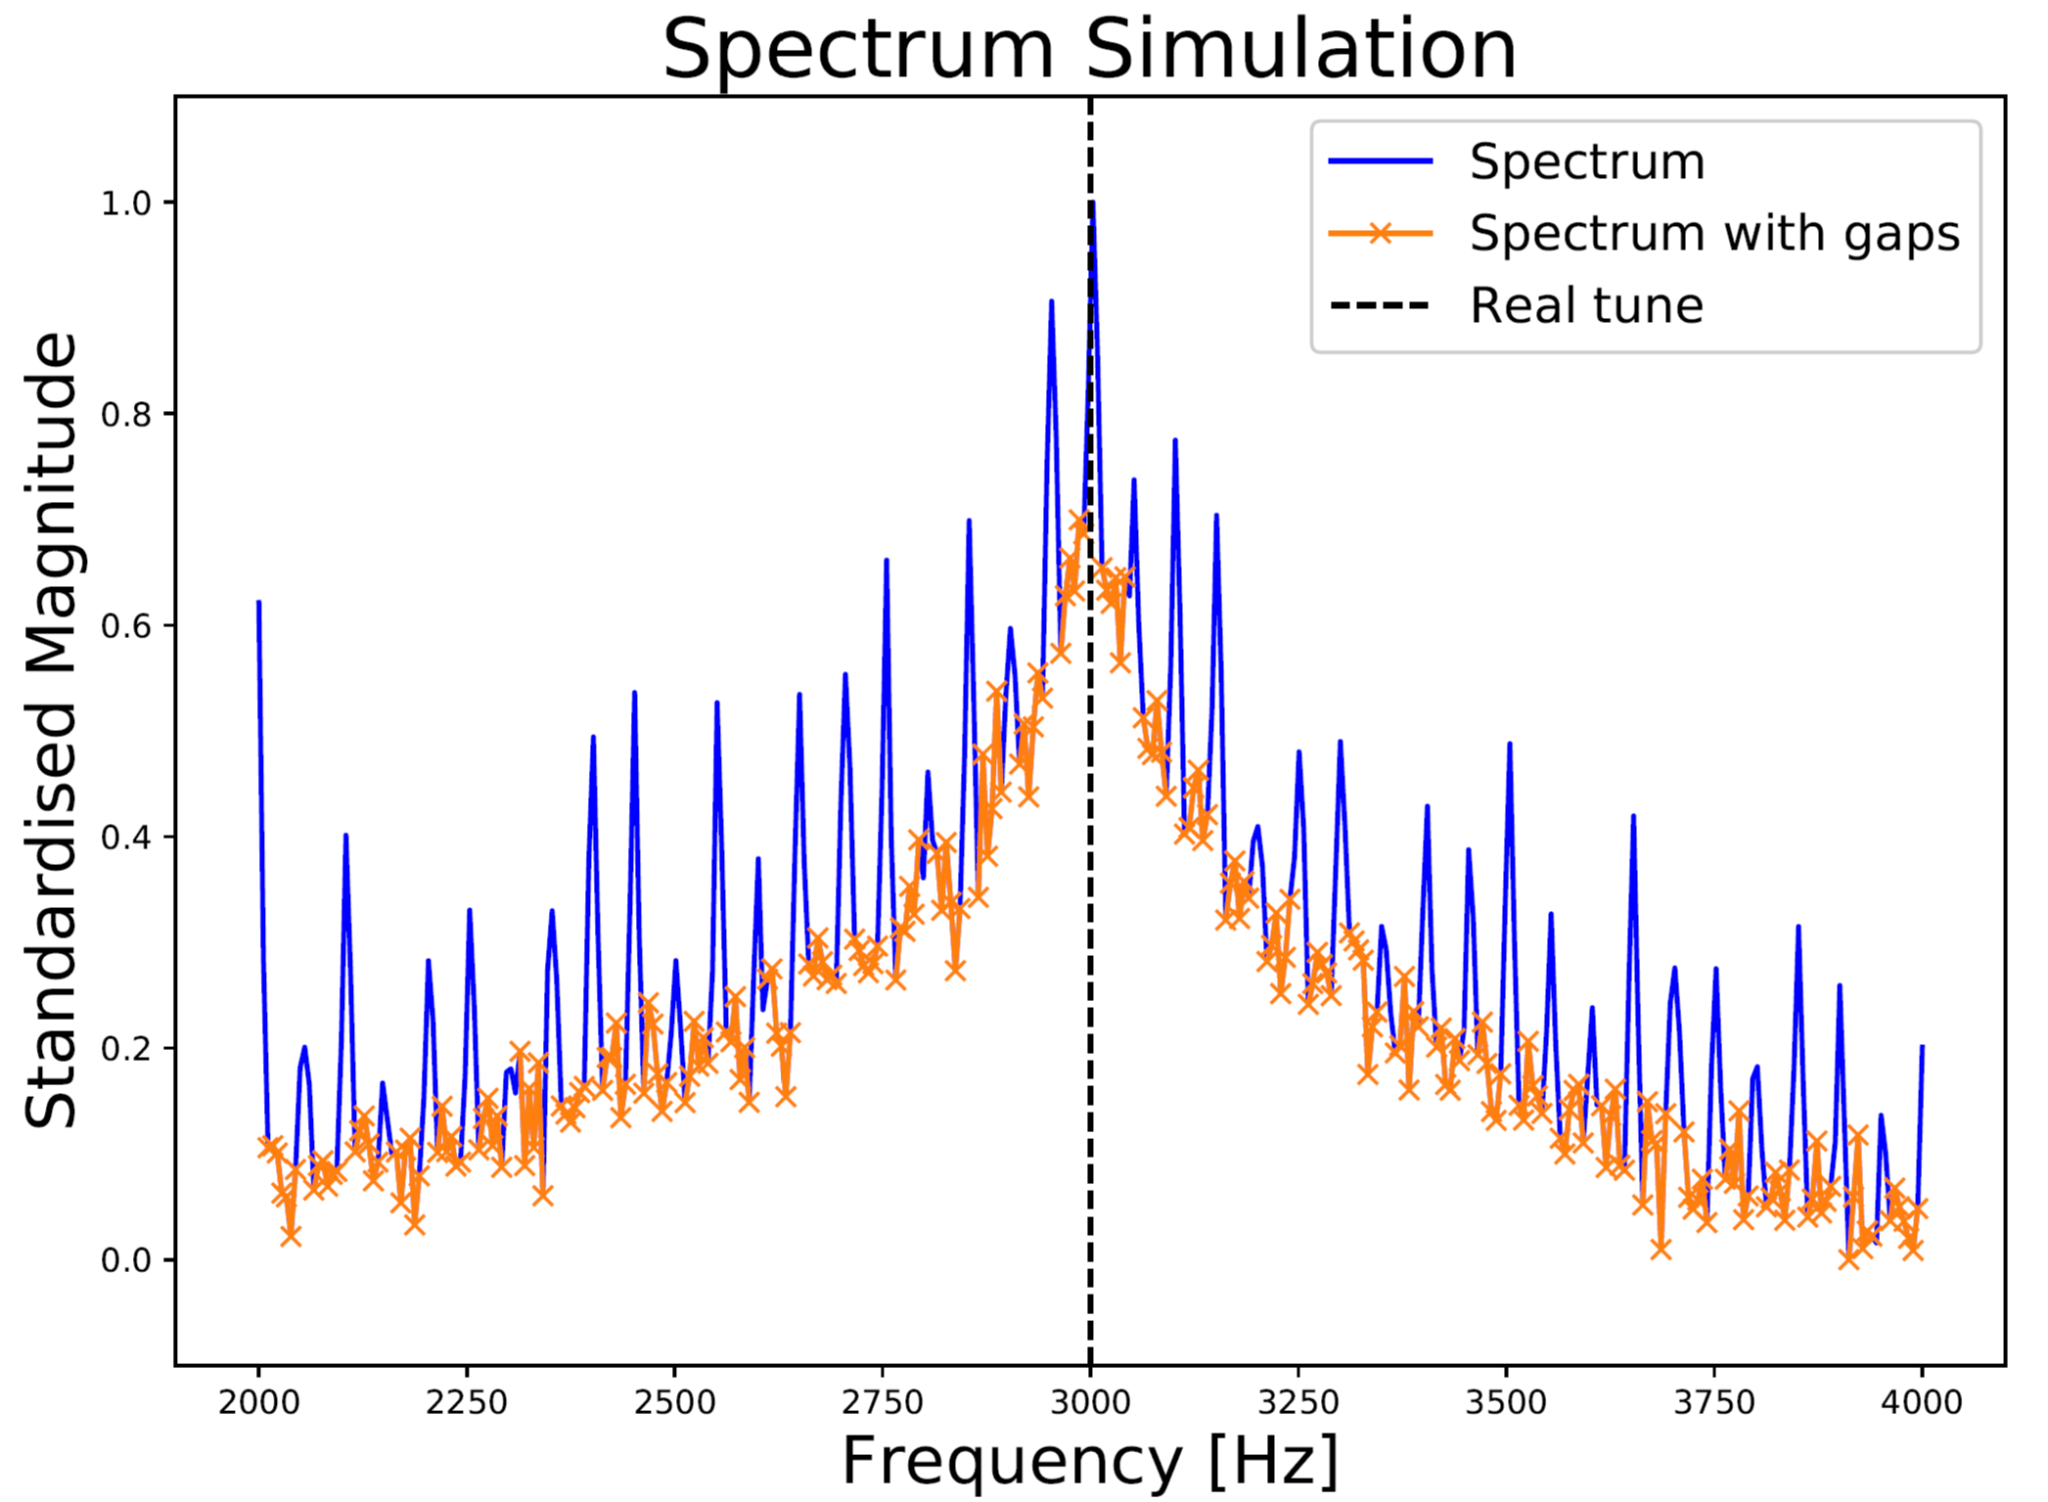 Spectrum Simulation
Spectrum
Spectrum with gaps
Real tune
Standardised Magnitude
1.0
0.8
0.6
0.4
0.2
0.0
2000 2250 2500 2750 3000 3250 3500 3750 4000
Frequency [Hz]